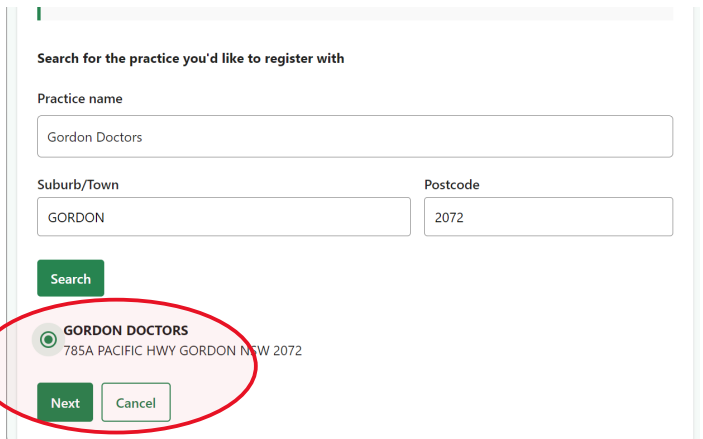 Search for the practice you'd like to register with
Practice name
Gordon Doctors
Suburb/Town Postcode
GORDON 2072
Search
GORDON DOCTORS
785A PACIFIC HWY GORDON NSW 2072
Next Cancel